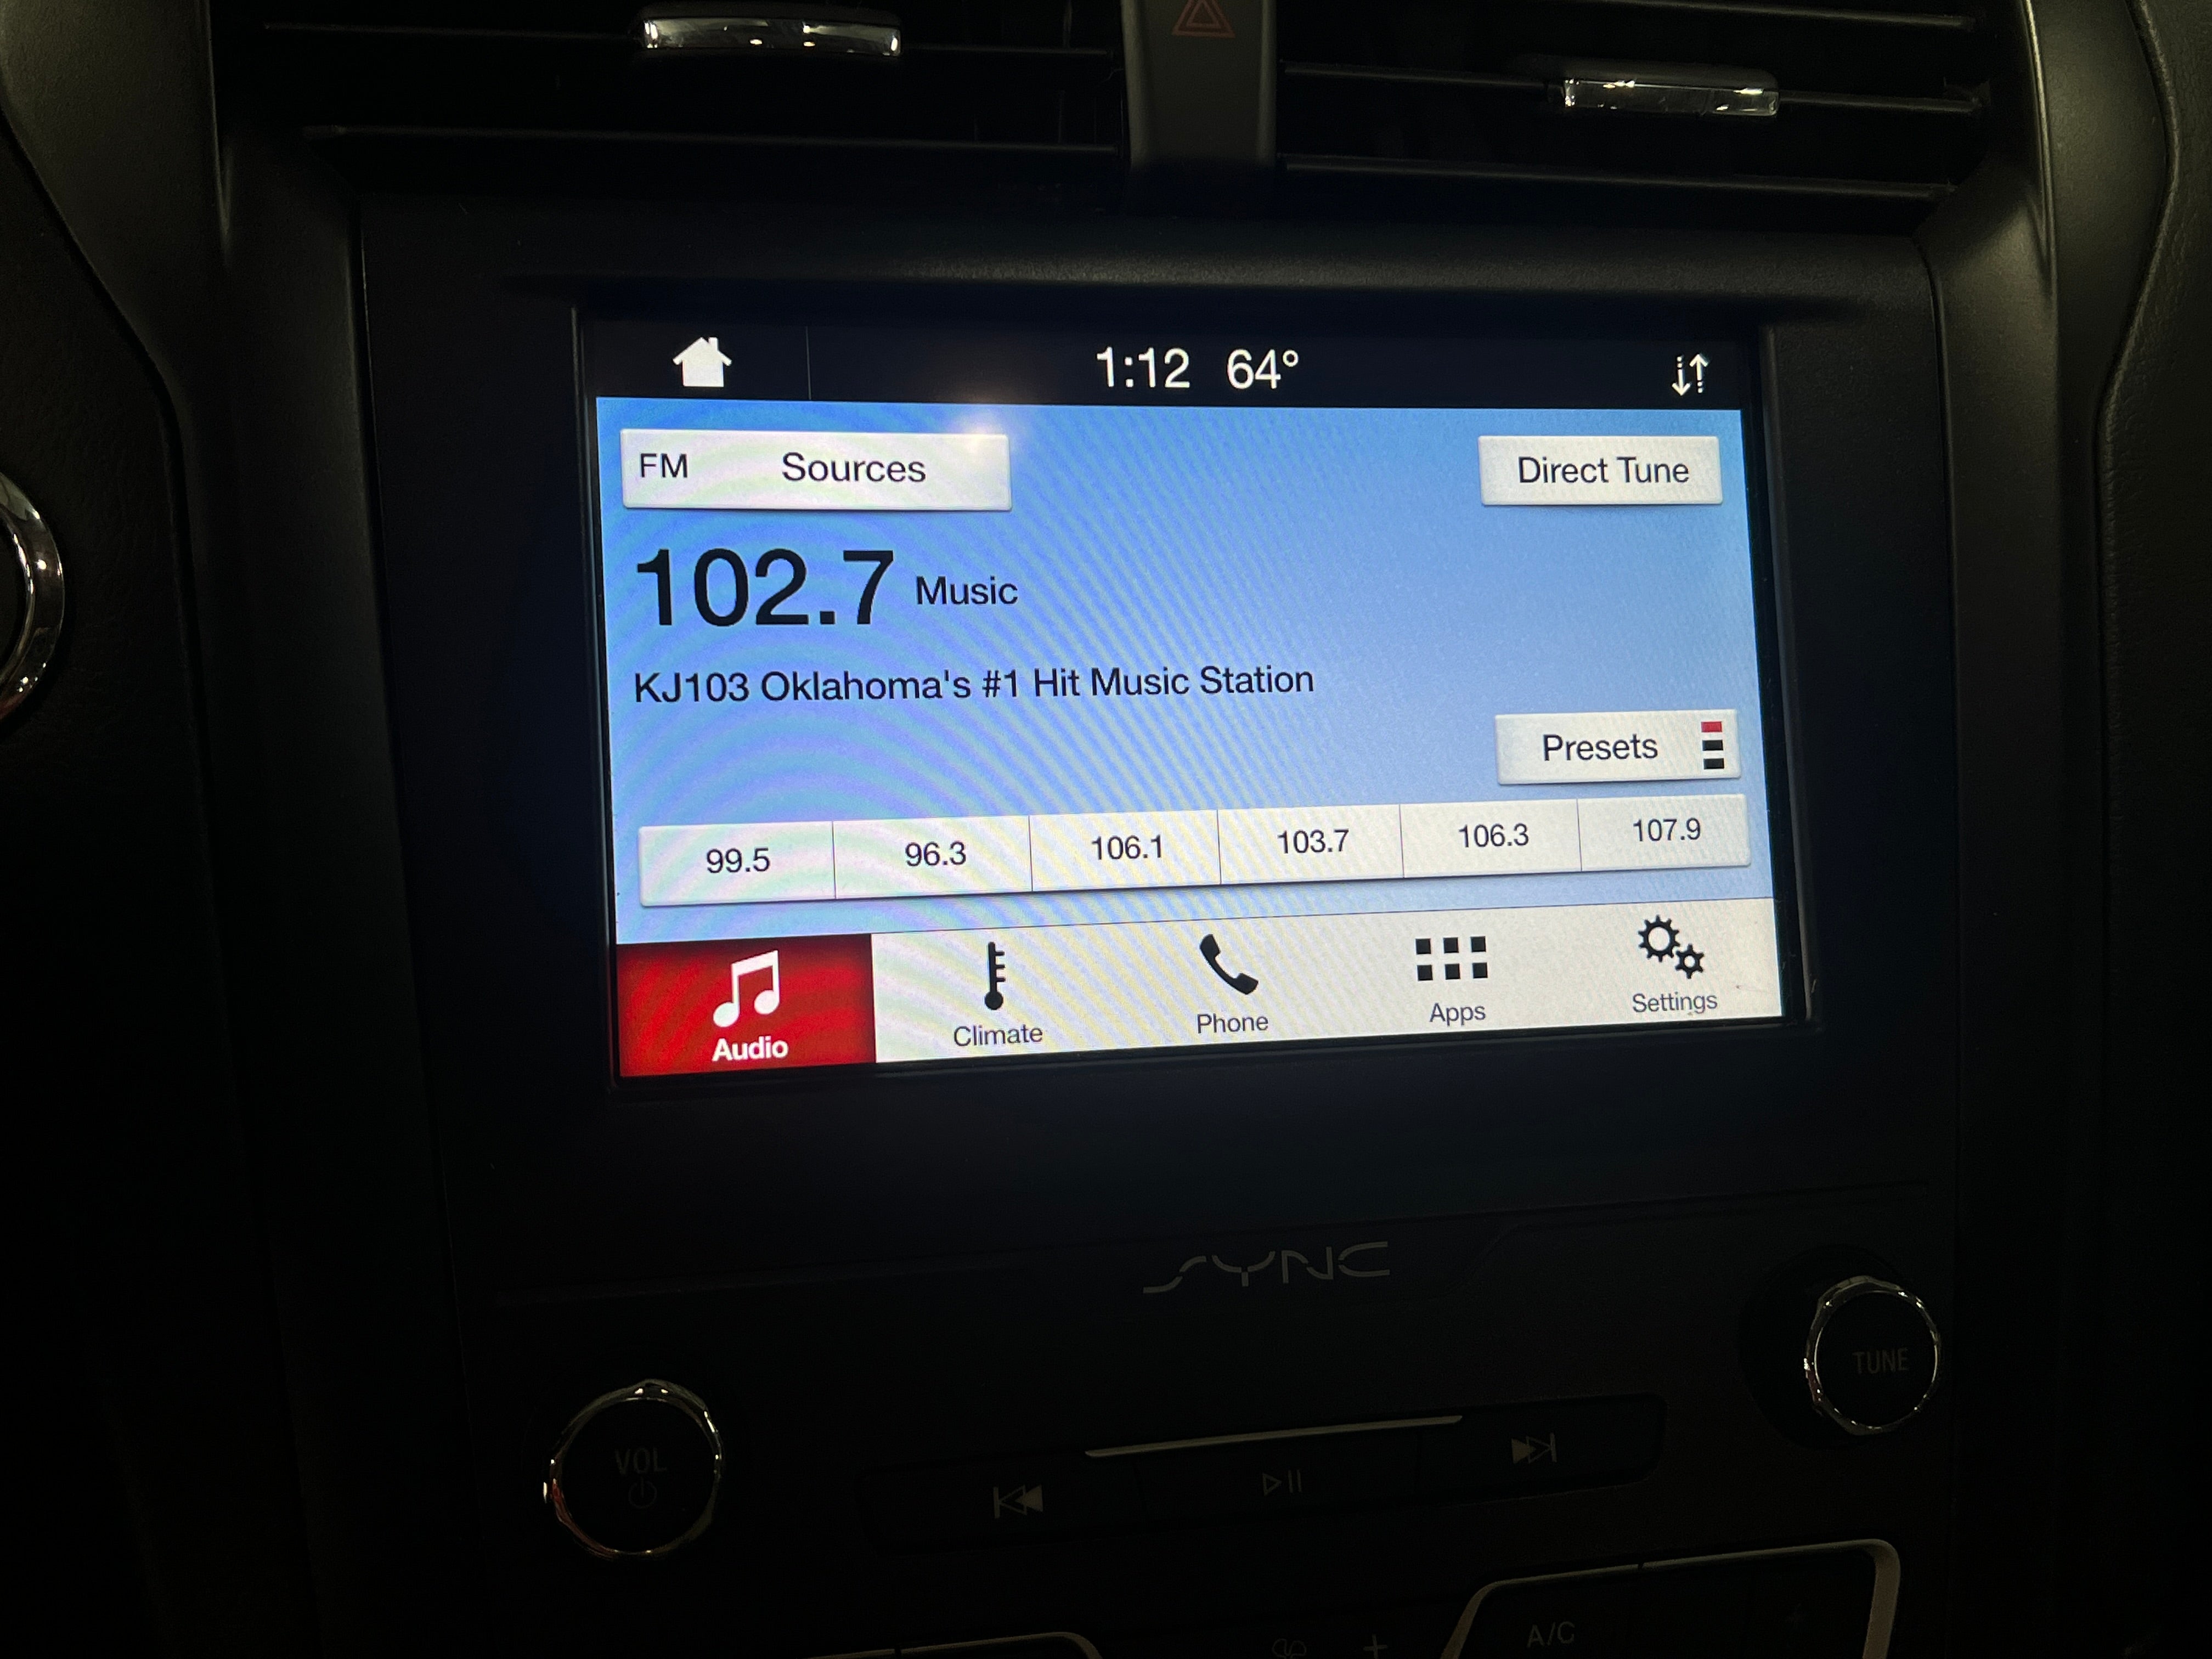 1:12 64°
FM Sources Direct Tune
102.7 Music
KJ103 Oklahoma's #1 Hit Music Station
Presets
99.5 96.3 106.1 103.7 106.3 107.9
Audio Climate Phone Apps Settings
SYNC
TUNE
VOL
A/C